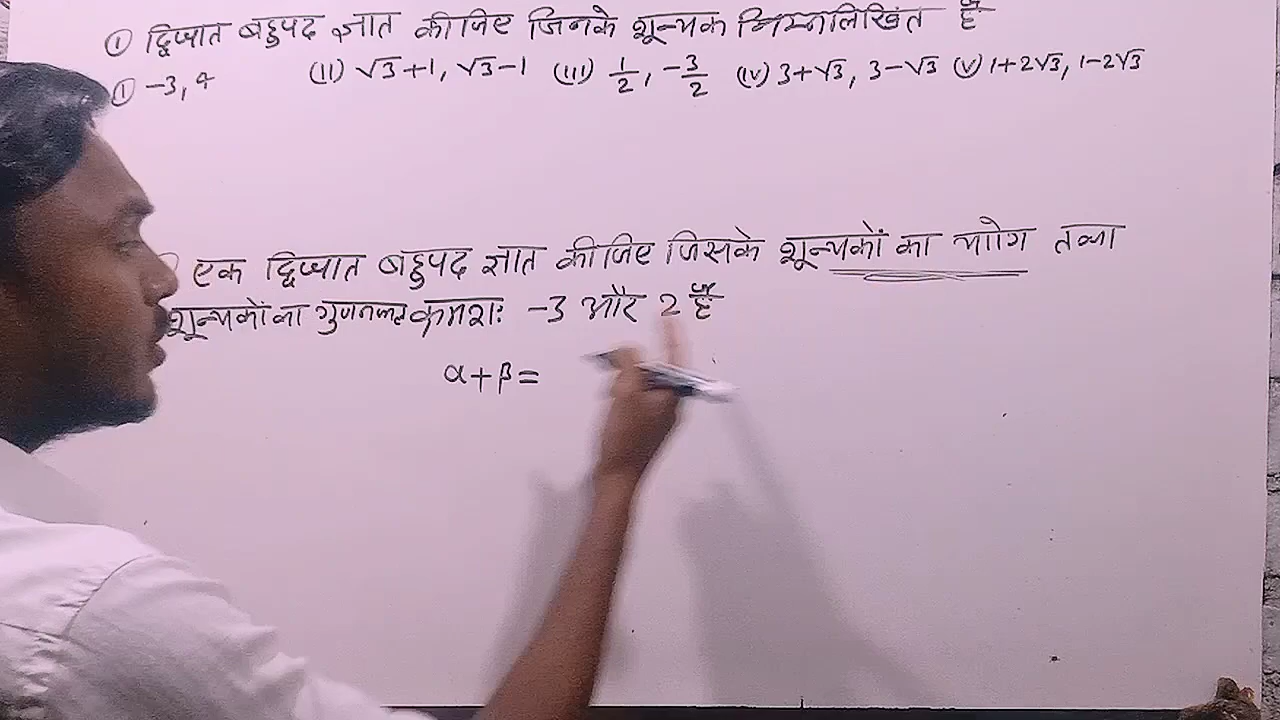 ① द्विघात बहुपद ज्ञात कीजिए जिनके शून्यक निम्नलिखित हैं
① -3, 4 (II) √3+1, √3-1 (III) 1/2, -3/2 (IV) 3+√3, 3-√3 (V) 1+2√3, 1-2√3
एक द्विघात बहुपद ज्ञात कीजिए जिसके शून्यकों का योग तथा
शून्यकों का गुणनफल क्रमशः -3 और 2 हैं
α+β=